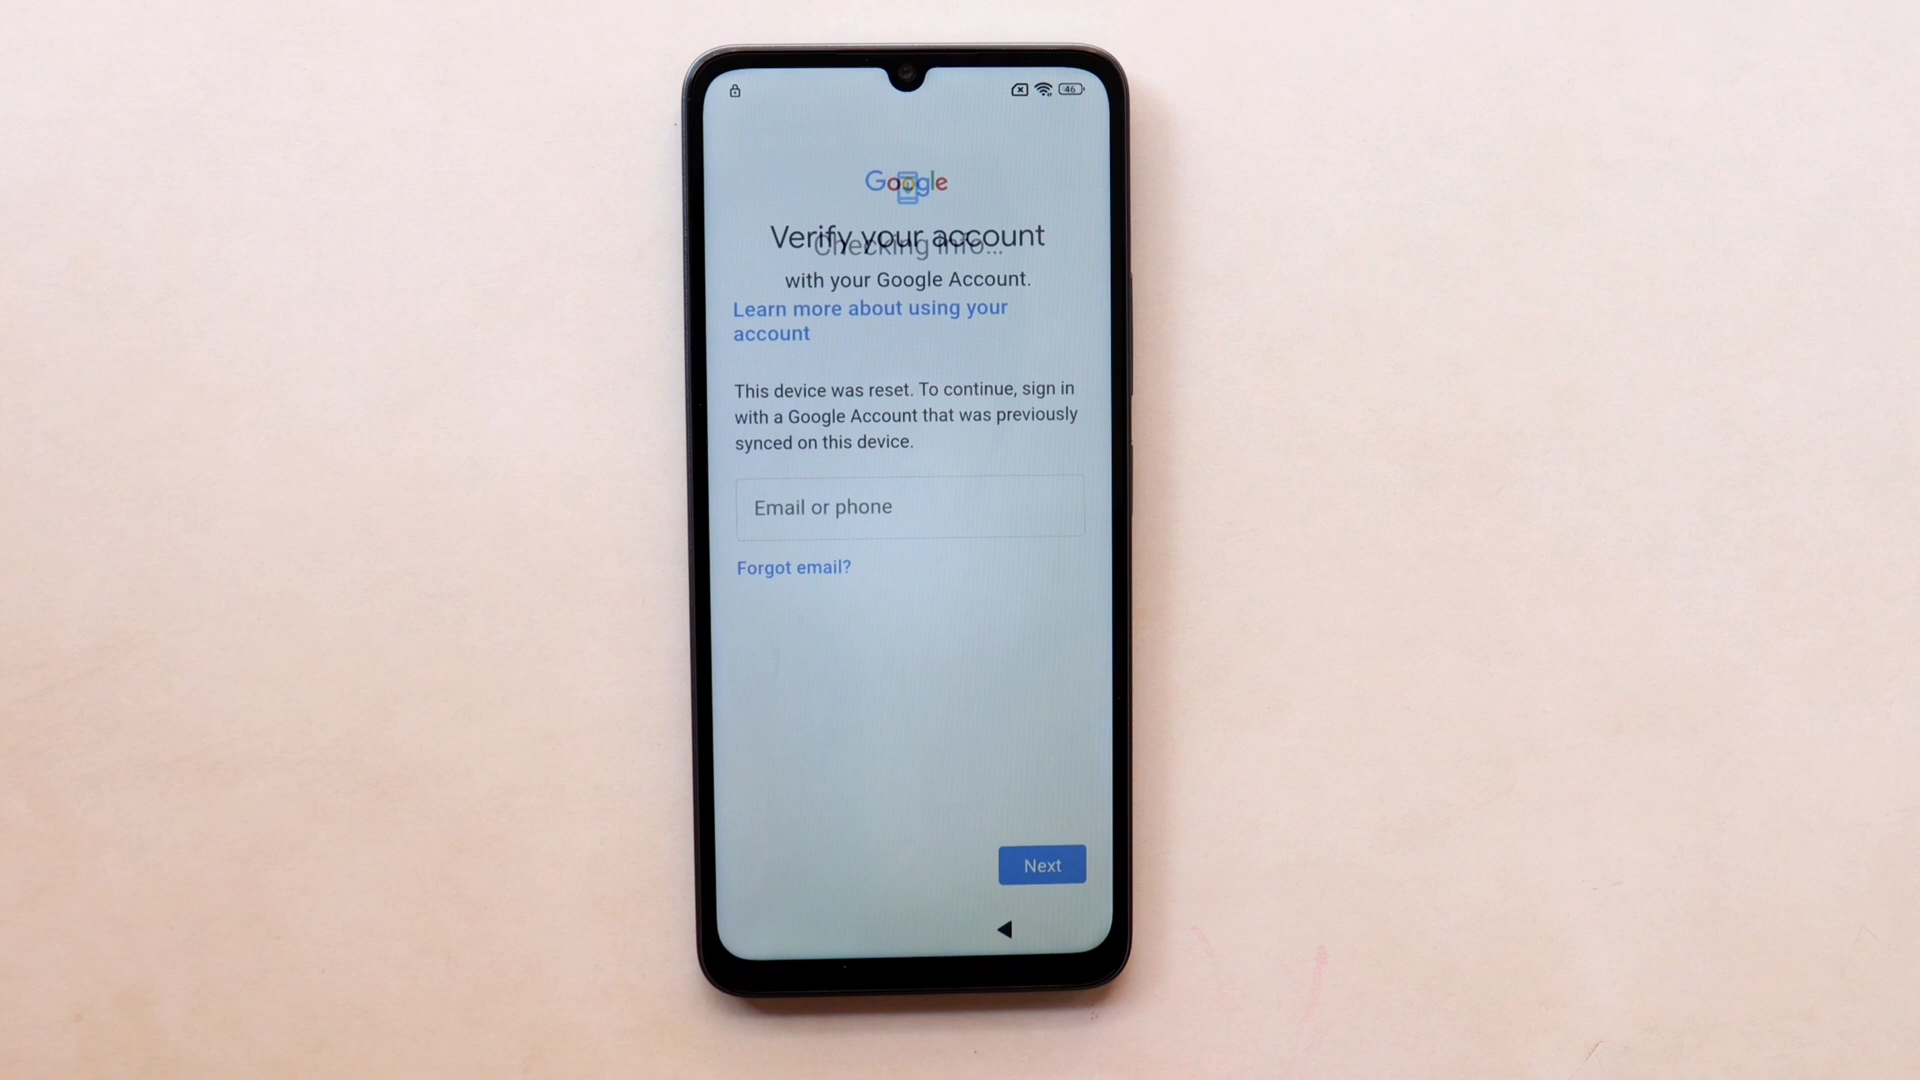 46
Google
Verify your account
Checking info...
with your Google Account.
Learn more about using your
account
This device was reset. To continue, sign in
with a Google Account that was previously
synced on this device.
Email or phone
Forgot email?
Next